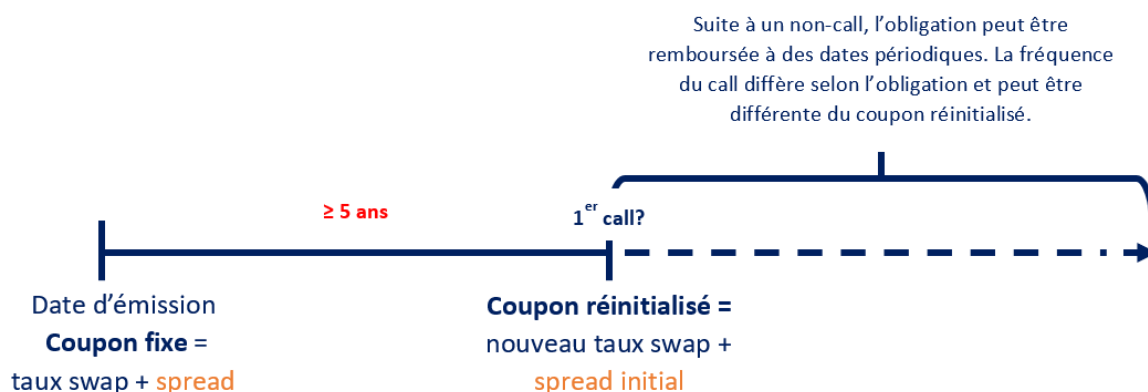 Suite à un non-call, l’obligation peut être
remboursée à des dates périodiques. La fréquence
du call diffère selon l’obligation et peut être
différente du coupon réinitialisé.
≥ 5 ans
1er call?
Date d’émission
Coupon fixe =
taux swap + spread
Coupon réinitialisé =
nouveau taux swap +
spread initial